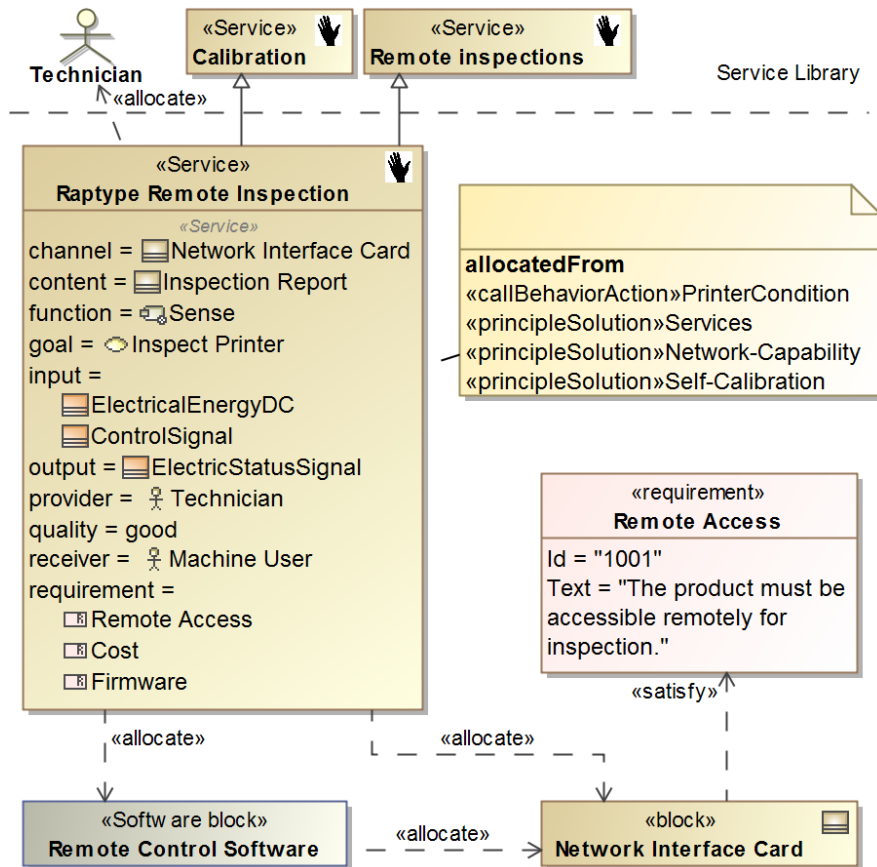 «Service»
Calibration
«Service»
Remote inspections
Technician
Service Library
«allocate»
«Service»
Raptype Remote Inspection
«Service»
channel = Network Interface Card
content = Inspection Report
function = Sense
goal = Inspect Printer
input =
ElectricalEnergyDC
ControlSignal
output = ElectricStatusSignal
provider = Technician
quality = good
receiver = Machine User
requirement =
R Remote Access
R Cost
R Firmware
allocatedFrom
«callBehaviorAction»PrinterCondition
«principleSolution»Services
«principleSolution»Network-Capability
«principleSolution»Self-Calibration
«requirement»
Remote Access
Id = "1001"
Text = "The product must be
accessible remotely for
inspection."
«satisfy»
«allocate»
«allocate»
«Softw are block»
Remote Control Software
«allocate»
«block»
Network Interface Card